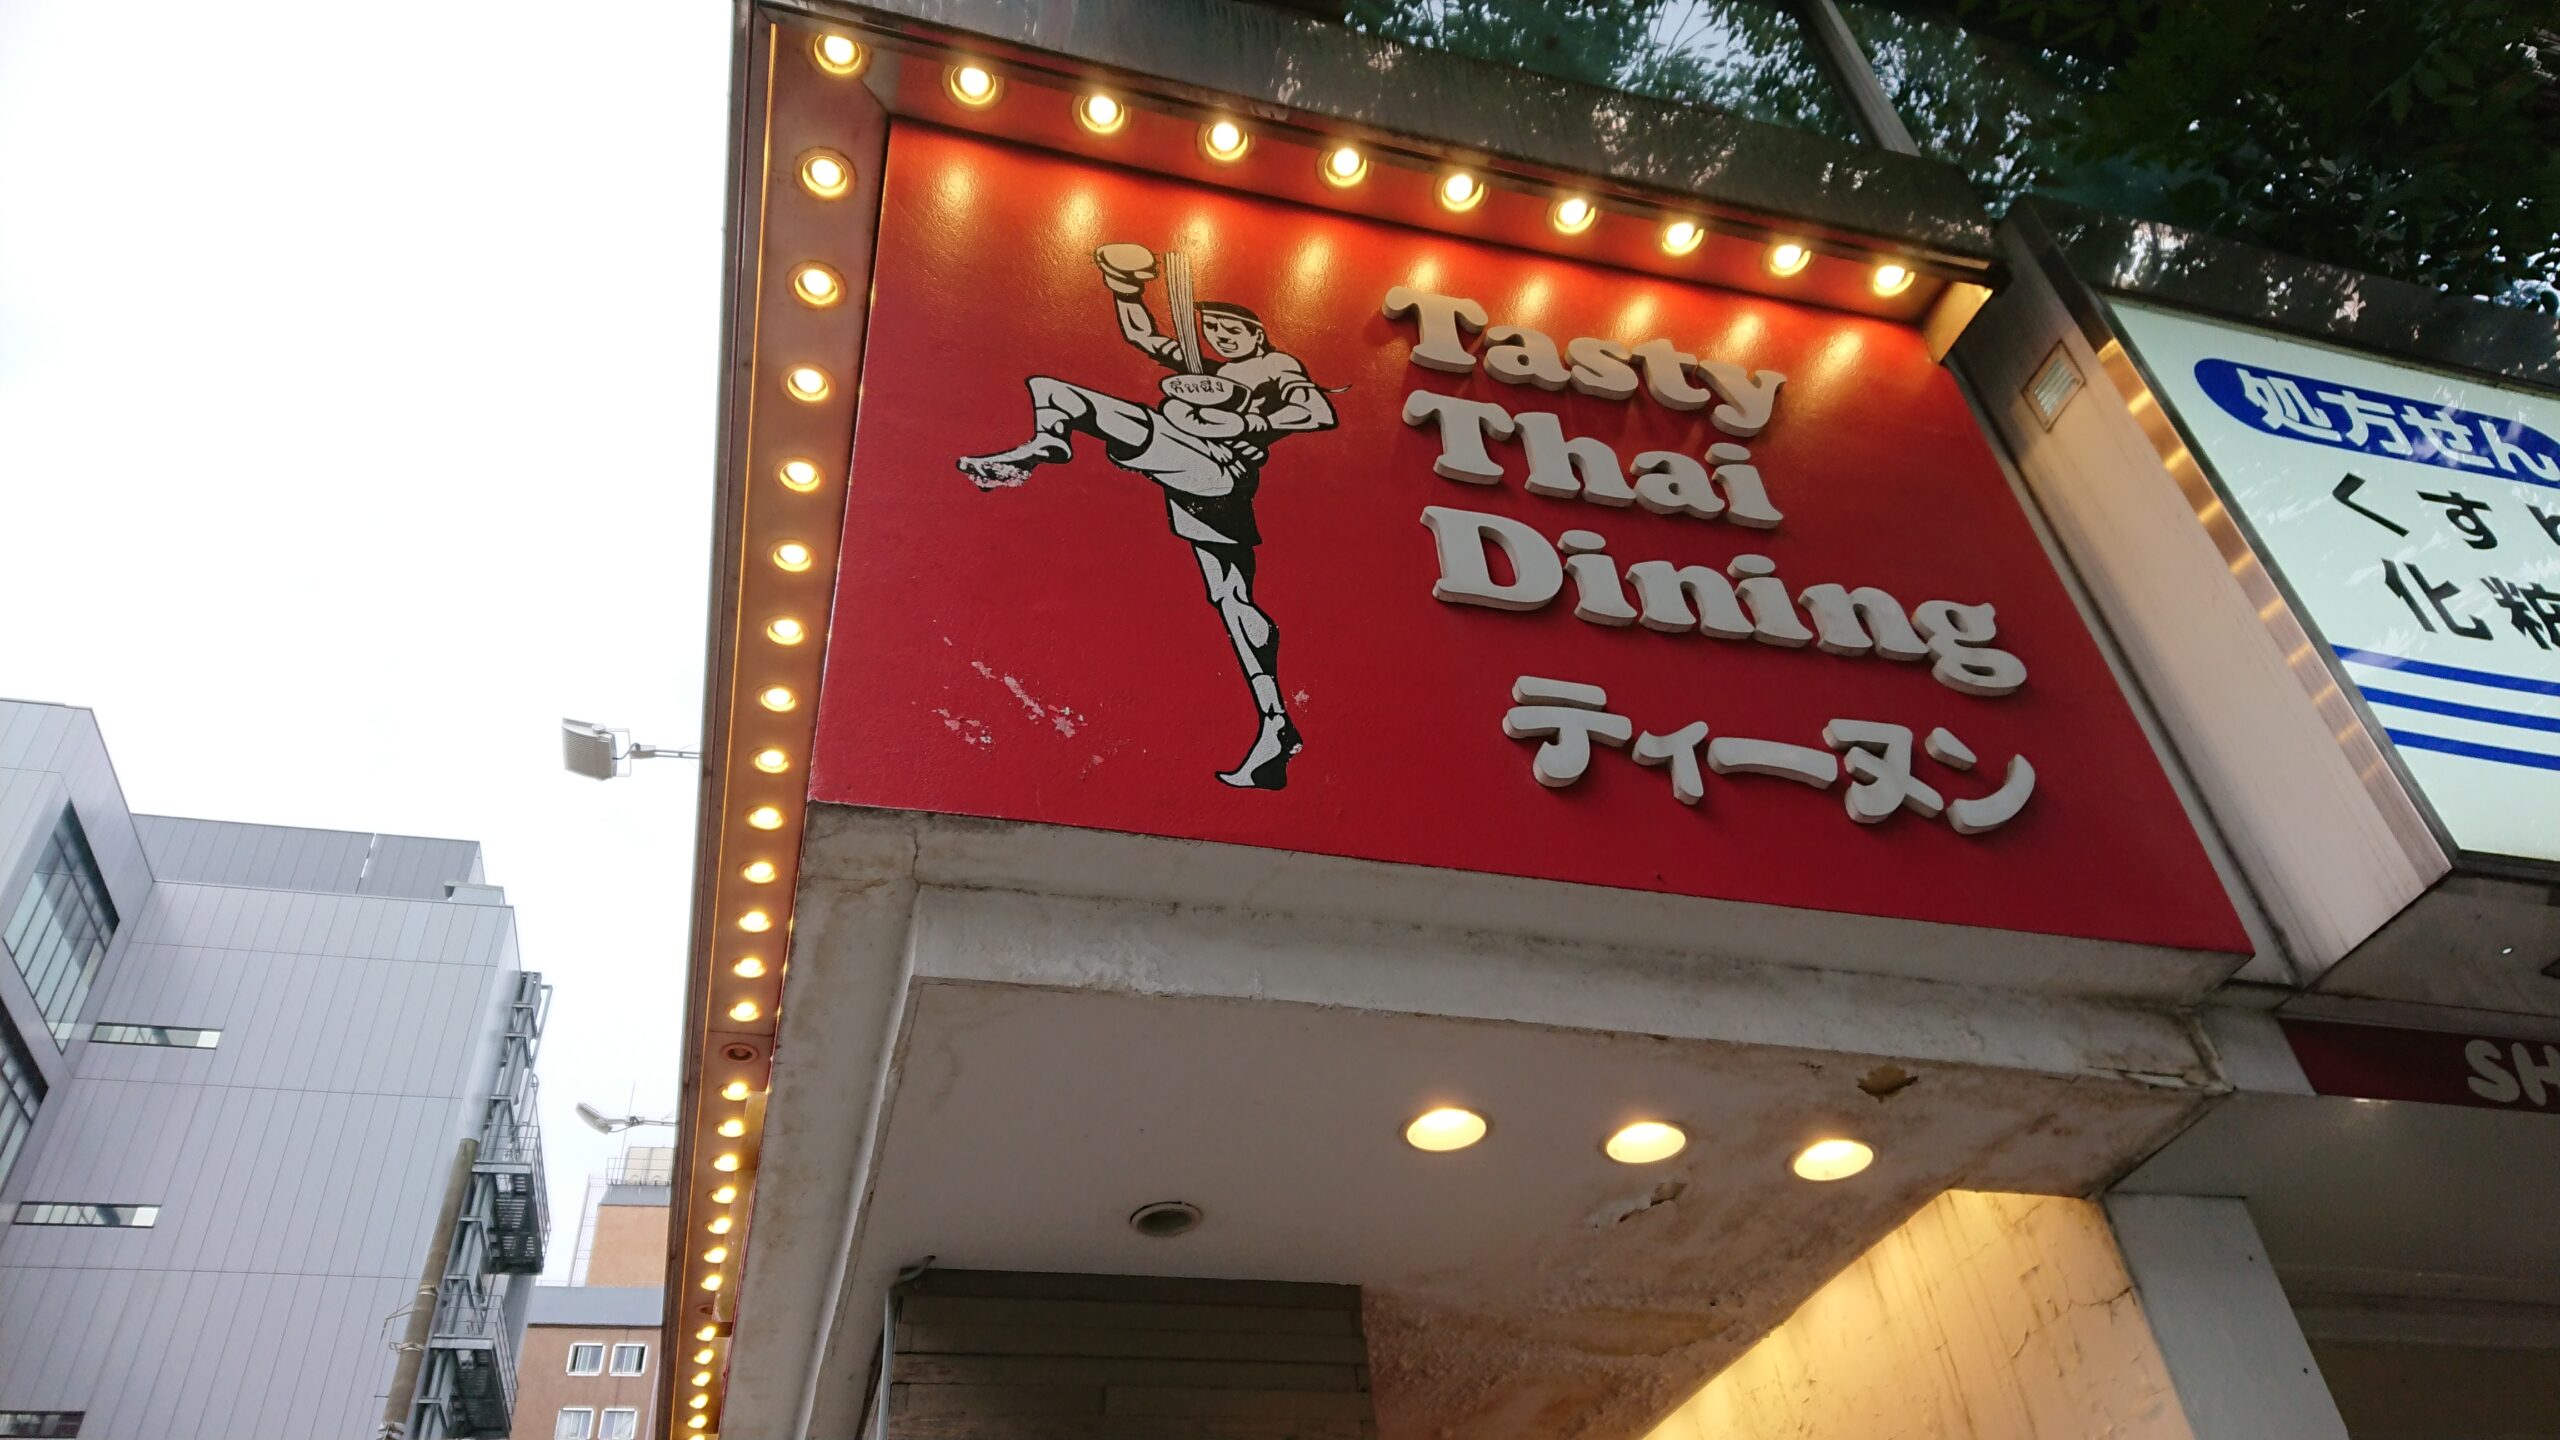 Tasty
Thai
Dining
ティーヌン
処方せん
くす
化粧
SH